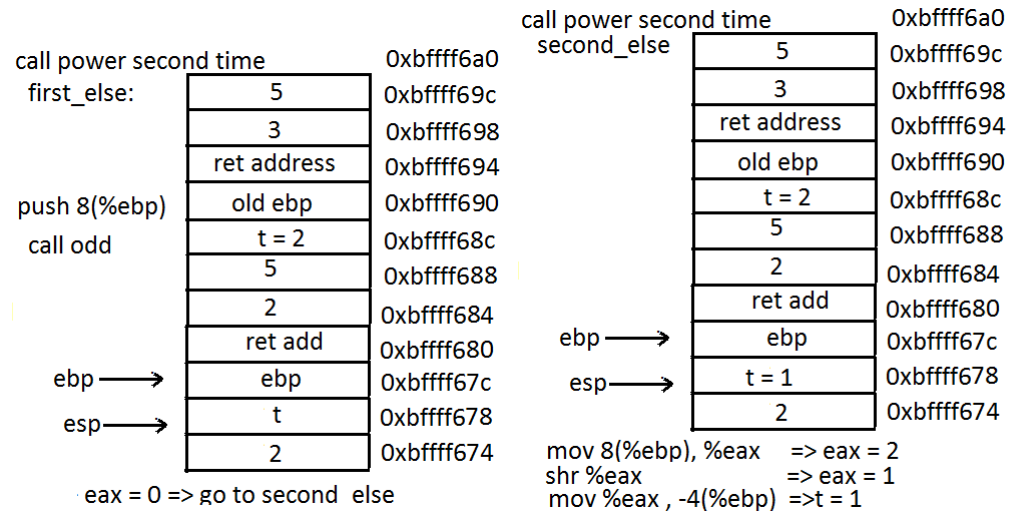 call power second time
0xbffff6a0
first_else:
5
0xbffff69c
3
0xbffff698
ret address
0xbffff694
push 8(%ebp)
old ebp
0xbffff690
call odd
t = 2
0xbffff68c
5
0xbffff688
2
0xbffff684
ret add
0xbffff680
ebp
ebp
0xbffff67c
esp
t
0xbffff678
2
0xbffff674
eax = 0 => go to second else
call power second time
0xbffff6a0
second_else
5
0xbffff69c
3
0xbffff698
ret address
0xbffff694
old ebp
0xbffff690
t = 2
0xbffff68c
5
0xbffff688
2
0xbffff684
ret add
0xbffff680
ebp
ebp
0xbffff67c
esp
t = 1
0xbffff678
2
0xbffff674
mov 8(%ebp), %eax => eax = 2
shr %eax => eax = 1
mov %eax , -4(%ebp) =>t = 1